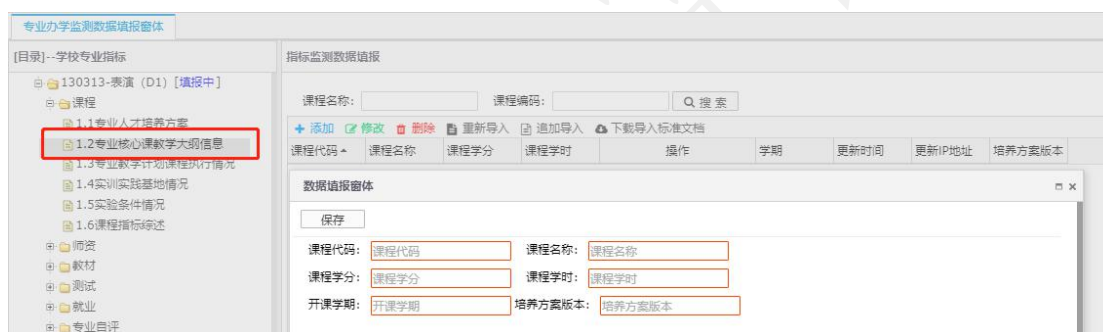 专业办学监测数据填报窗体
[目录]--学校专业指标
指标监测数据填报
130313-表演（D1）[填报中]
课程
1.1专业人才培养方案
1.2专业核心课教学大纲信息
1.3专业教学计划课程执行情况
1.4实训实践基地情况
1.5实验条件情况
1.6课程指标综述
师资
教材
测试
就业
专业自评
课程名称： 课程编码： 搜 索
添加 修改 删除 重新导入 追加导入 下载导入标准文档
课程代码 课程名称 课程学分 课程学时 操作 学期 更新时间 更新IP地址 培养方案版本
数据填报窗体
保存
课程代码： 课程代码 课程名称： 课程名称
课程学分： 课程学分 课程学时： 课程学时
开课学期： 开课学期 培养方案版本： 培养方案版本